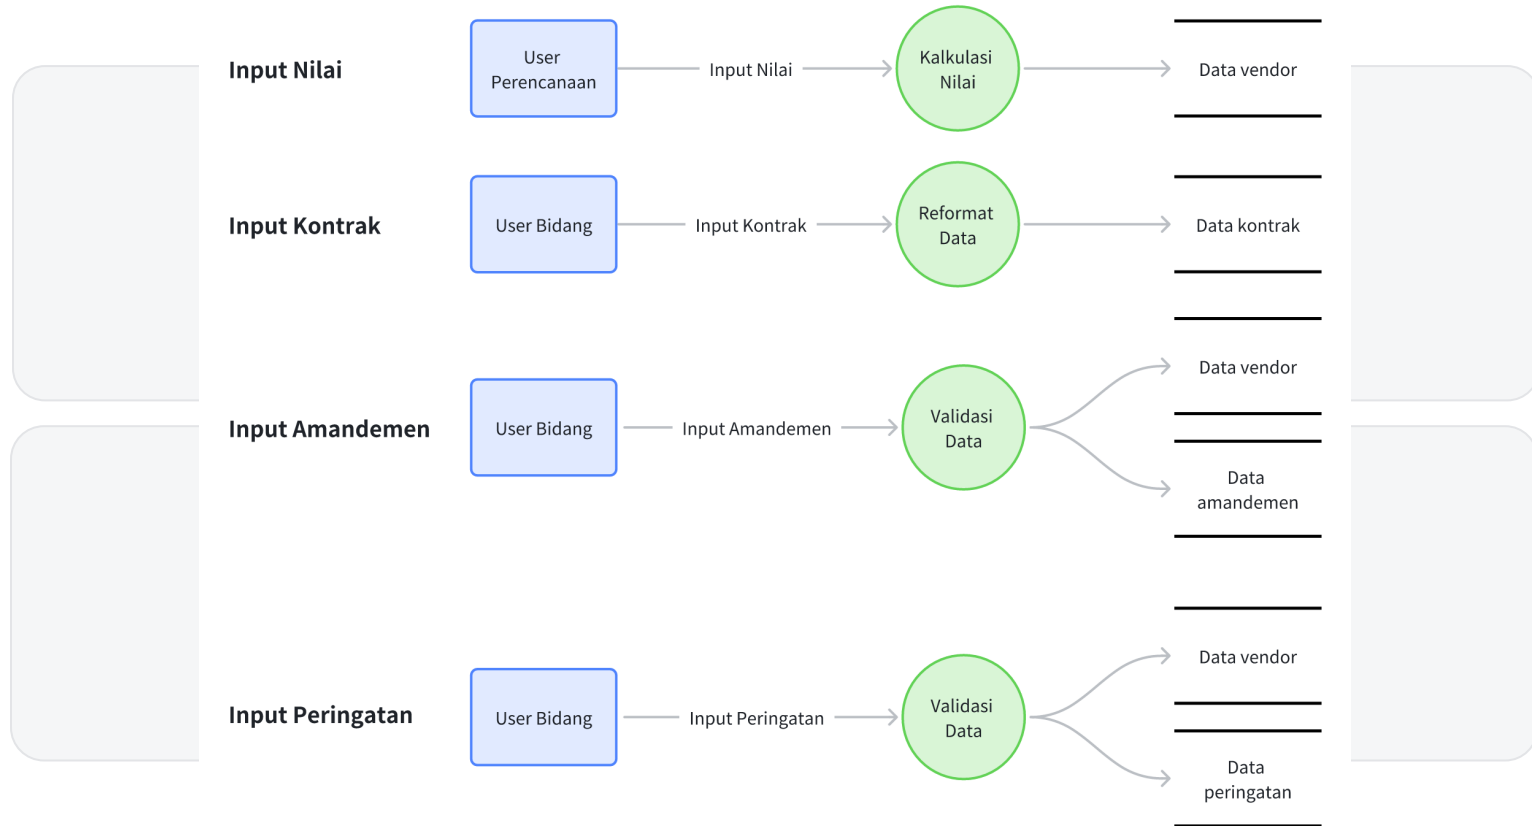 Input Nilai
User
Perencanaan
Input Nilai
Kalkulasi
Nilai
Data vendor
Input Kontrak
User Bidang
Input Kontrak
Reformat
Data
Data kontrak
Input Amandemen
User Bidang
Input Amandemen
Validasi
Data
Data vendor
Data
amandemen
Input Peringatan
User Bidang
Input Peringatan
Validasi
Data
Data vendor
Data
peringatan